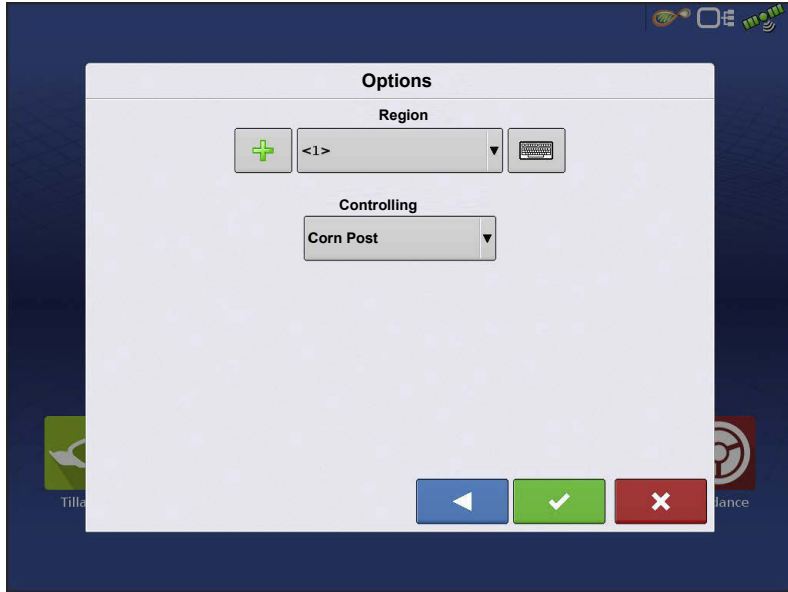 Options
Region
<1>
Controlling
Corn Post
Tilla
dance